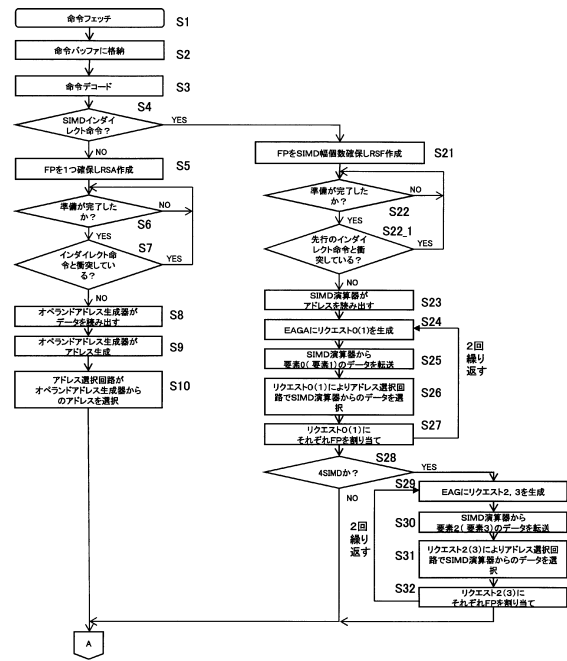 命令フェッチ
S1
命令バッファに格納
S2
命令デコード
S3
S4
SIMDインダイ
レクト命令?
YES
NO
FPを1つ確保しRSA作成
S5
準備が完了した
か?
NO
S6
YES
S7
インダイレクト命
令と衝突してい
る?
YES
NO
オペランドアドレス生成器が
データを読み出す
S8
オペランドアドレス生成器が
アドレス生成
S9
アドレス選択回路が
オペランドアドレス生成器から
のアドレスを選択
S10
FPをSIMD幅個数確保しRSF作成
S21
準備が完了した
か?
NO
S22
YES
S22_1
先行のインダイ
レクト命令と衝
突している?
YES
NO
SIMD演算器が
アドレスを読み出す
S23
S24
EAGAにリクエスト0(1)を生成
SIMD演算器から
要素0(要素1)のデータを転送
S25
リクエスト0(1)によりアドレス選択回
路でSIMD演算器からのデータを選
択
S26
S27
リクエスト0(1)に
それぞれFPを割り当て
2回
繰り
返す
S28
4SIMDか?
YES
NO
S29
EAGにリクエスト2, 3を生成
S30
SIMD演算器から
要素2(要素3)のデータを転送
S31
リクエスト2(3)によりアドレス選択回
路でSIMD演算器からのデータを選
択
S32
リクエスト2(3)に
それぞれFPを割り当て
2回
繰り
返す
A